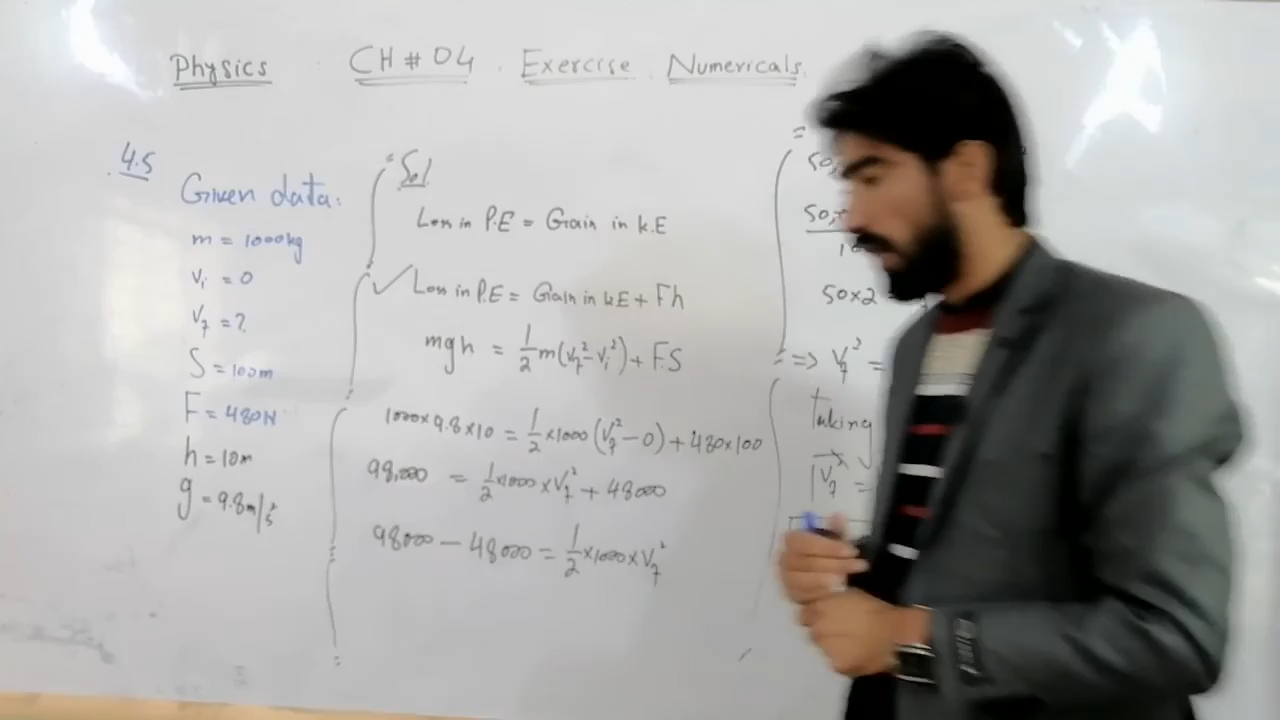 Physics CH # 04 . Exercise . Numericals
4.5
Given data:
m = 1000kg
Vi = 0
Vf = ?
S = 100m
F = 480N
h = 10m
g = 9.8m/s²
Sol
Loss in P.E = Gain in k.E
✓ Loss in P.E = Gain in k.E + Fh
mgh = 1/2 m(Vf² - Vi²) + F.S
1000×9.8×10 = 1/2 ×1000 (Vf² - 0) + 480×100
98,000 = 1/2 ×1000 × Vf² + 48000
98000 - 48000 = 1/2 ×1000× Vf²
=
50,
50,
50×2
=> Vf² =
taking
Vf =